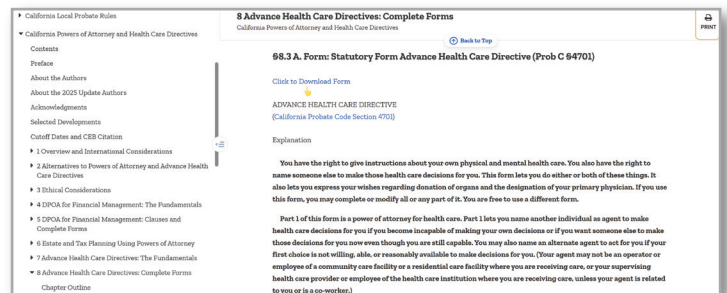 California Local Probate Rules
California Powers of Attorney and Health Care Directives
Contents
Preface
About the Authors
About the 2025 Update Authors
Acknowledgments
Selected Developments
Cutoff Dates and CEB Citation
1 Overview and International Considerations
2 Alternatives to Powers of Attorney and Advance Health
Care Directives
3 Ethical Considerations
4 DPOA for Financial Management: The Fundamentals
5 DPOA for Financial Management: Clauses and
Complete Forms
6 Estate and Tax Planning Using Powers of Attorney
7 Advance Health Care Directives: The Fundamentals
8 Advance Health Care Directives: Complete Forms
Chapter Outline
8 Advance Health Care Directives: Complete Forms
California Powers of Attorney and Health Care Directives
PRINT
Back to Top
§8.3 A. Form: Statutory Form Advance Health Care Directive (Prob C §4701)
Click to Download Form
ADVANCE HEALTH CARE DIRECTIVE
(California Probate Code Section 4701)
Explanation
You have the right to give instructions about your own physical and mental health care. You also have the right to
name someone else to make those health care decisions for you. This form lets you do either or both of these things. It
also lets you express your wishes regarding donation of organs and the designation of your primary physician. If you use
this form, you may complete or modify all or any part of it. You are free to use a different form.
Part 1 of this form is a power of attorney for health care. Part 1 lets you name another individual as agent to make
health care decisions for you if you become incapable of making your own decisions or if you want someone else to make
those decisions for you now even though you are still capable. You may also name an alternate agent to act for you if your
first choice is not willing, able, or reasonably available to make decisions for you. (Your agent may not be an operator or
employee of a community care facility or a residential care facility where you are receiving care, or your supervising
health care provider or employee of the health care institution where you are receiving care, unless your agent is related
to you or is a co-worker.)